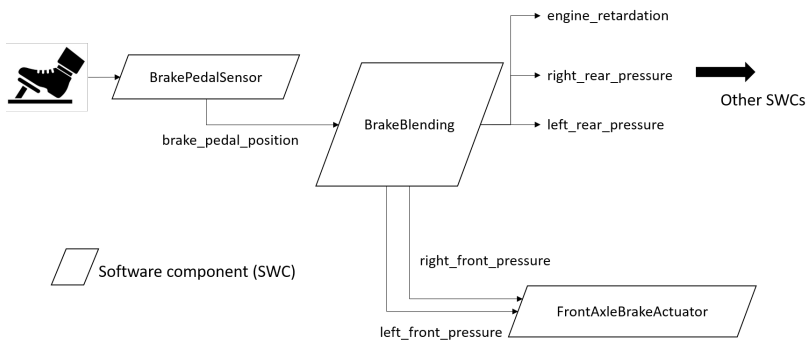 engine_retardation
BrakePedalSensor
right_rear_pressure
Other SWCs
BrakeBlending
left_rear_pressure
brake_pedal_position
right_front_pressure
Software component (SWC)
FrontAxleBrakeActuator
left_front_pressure